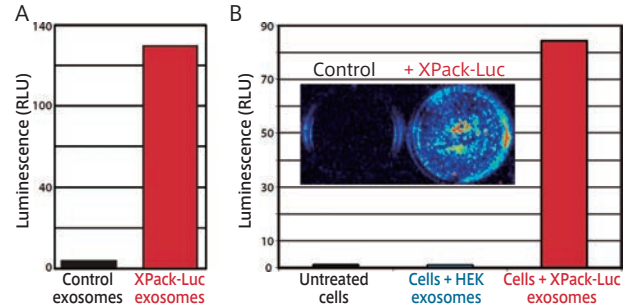 A
Luminescence (RLU)
140
100
40
0
Control
exosomes
XPack-Luc
exosomes
B
Luminescence (RLU)
90
70
50
30
0
Control
+ XPack-Luc
Untreated
cells
Cells + HEK
exosomes
Cells + XPack-Luc
exosomes